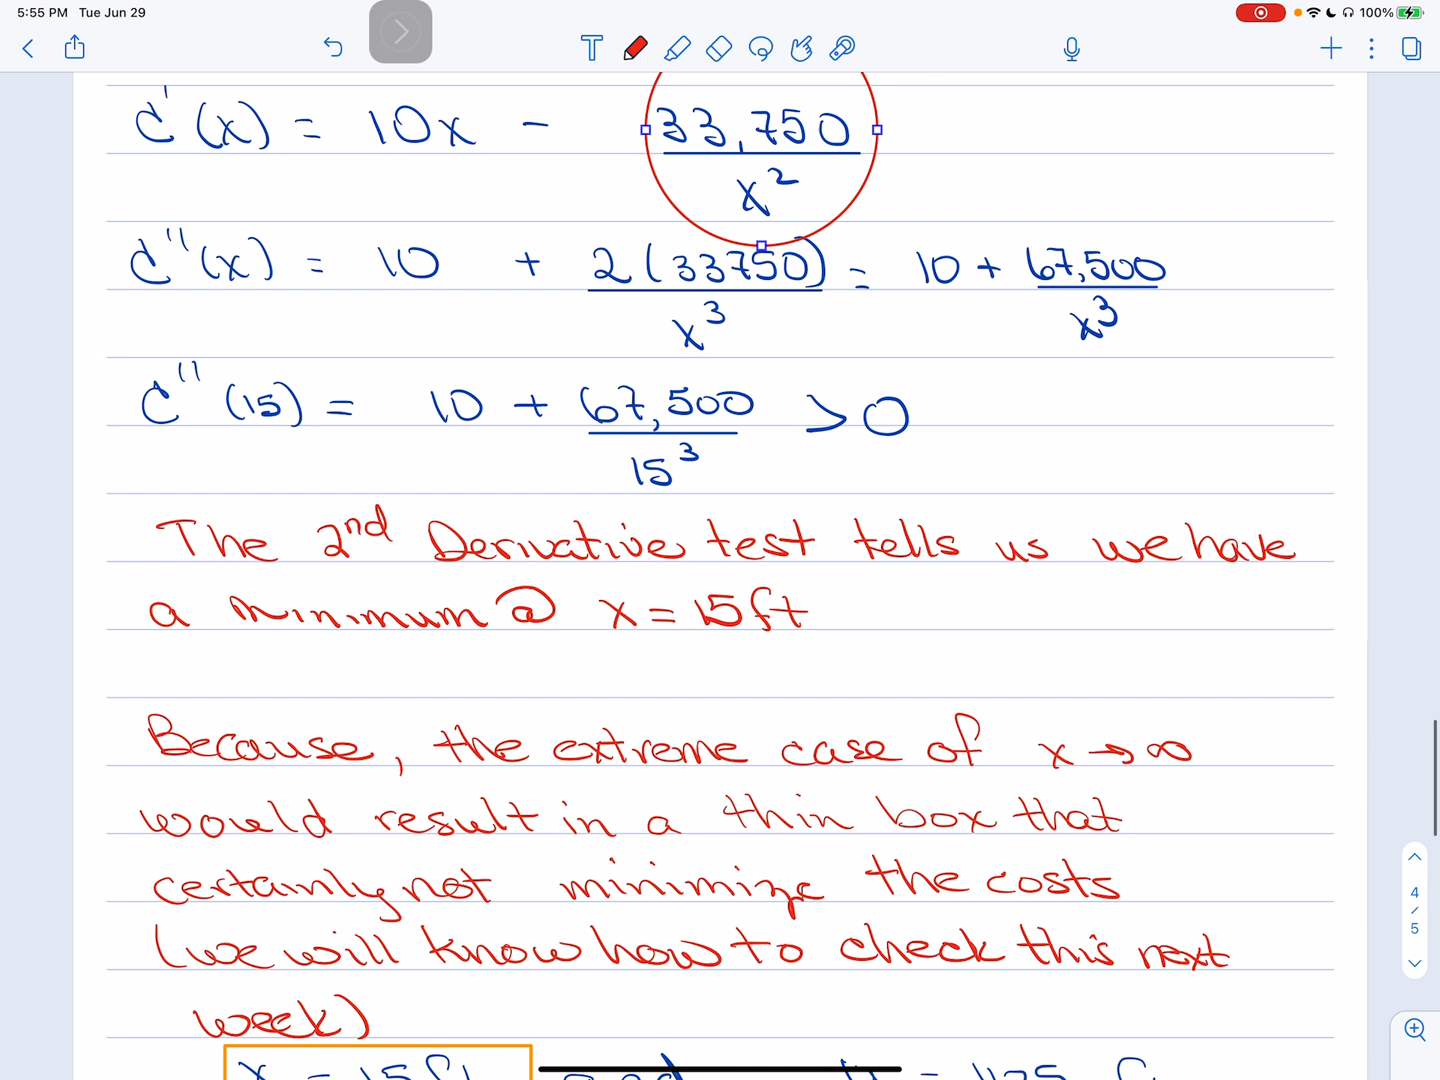 5:55 PM Tue Jun 29
100%
C'(x) = 10x - 33,750 / x²
C''(x) = 10 + 2(33750) / x³ = 10 + 67,500 / x³
C''(15) = 10 + 67,500 / 15³ > 0
The 2nd Derivative test tells us we have
a minimum @ x = 15ft
Because, the extreme case of x → ∞
would result in a thin box that
certainly not minimize the costs
(we will know how to check this next
week)
x = 15 ft and
4
5